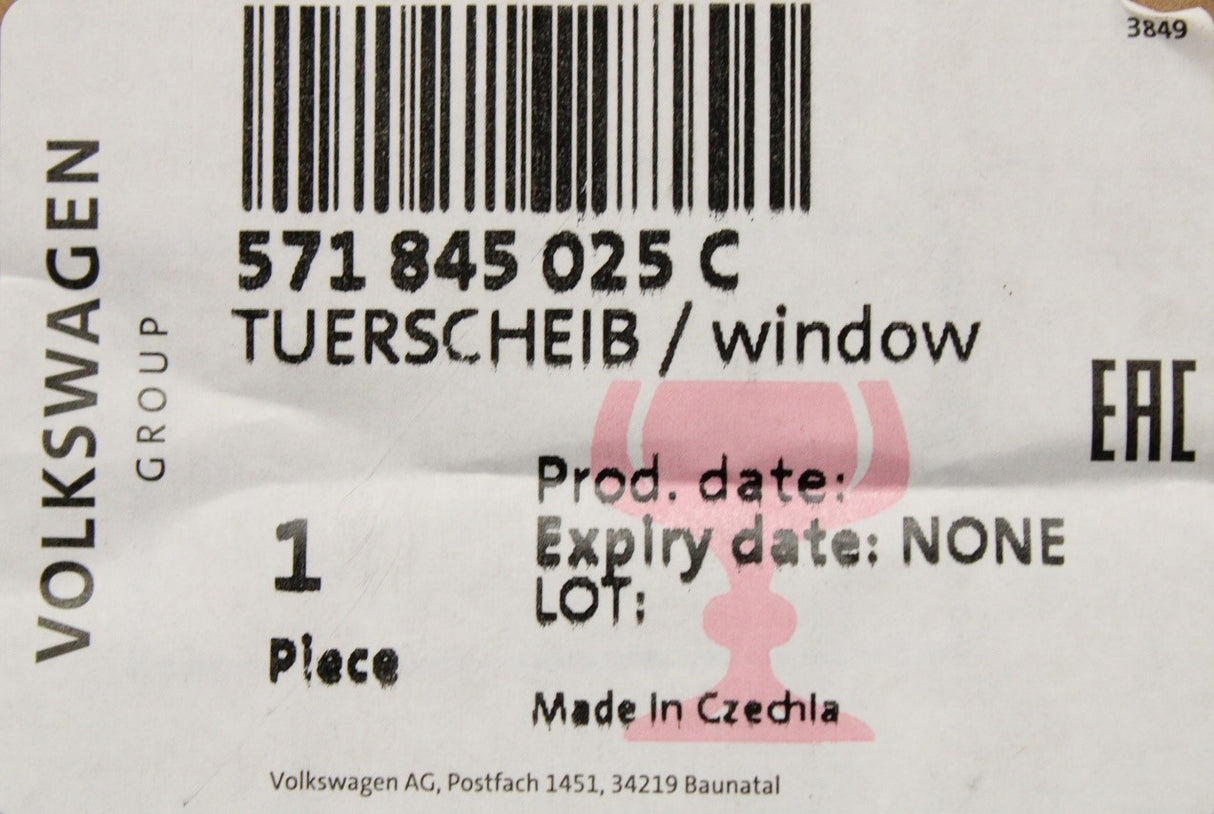 3849
571 845 025 C
TUERSCHEIB / window
VOLKSWAGEN
GROUP
EAC
Prod. date:
Expiry date: NONE
LOT:
1
Piece
Made in Czechia
Volkswagen AG, Postfach 1451, 34219 Baunatal